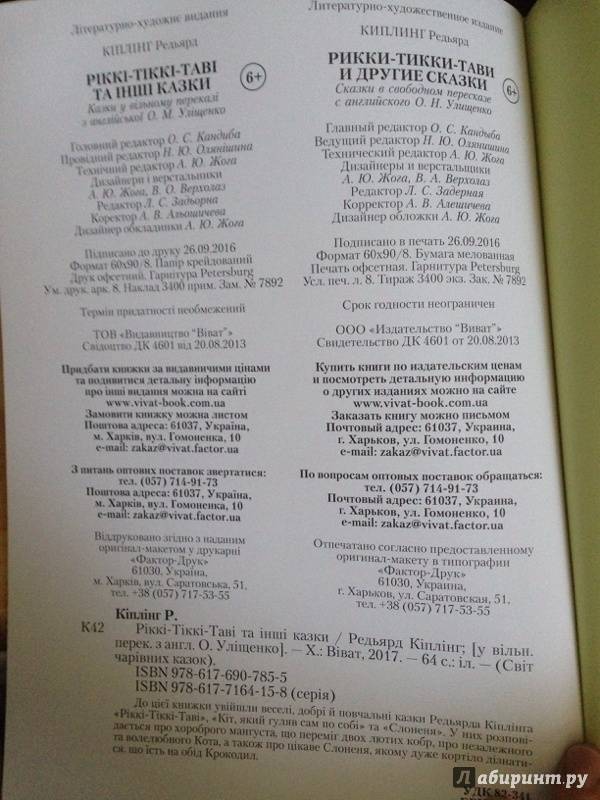 Літературно-художнє видання
КІПЛІНГ Редьярд
РІККІ-ТІККІ-ТАВІ
ТА ІНШІ КАЗКИ
6+
Казки у вільному переказі
з англійської О. М. Уліщенко
Головний редактор О. С. Кандиба
Провідний редактор Н. Ю. Олянішина
Технічний редактор А. Ю. Жога
Дизайнери і верстальники
А. Ю. Жога, В. О. Верхолаз
Редактор Л. С. Задьорна
Коректор А. В. Альошичева
Дизайнер обкладинки А. Ю. Жога
Підписано до друку 26.09.2016
Формат 60х90/8. Папір крейдований
Друк офсетний. Гарнітура Petersburg
Ум. друк. арк. 8. Наклад 3400 прим. Зам. № 7892
Термін придатності необмежений
ТОВ «Видавництво “Віват”»
Свідоцтво ДК 4601 від 20.08.2013
Придбати книжки за видавничими цінами
та подивитися детальну інформацію
про інші видання можна на сайті
www.vivat-book.com.ua
Замовити книжку можна листом
Поштова адреса: 61037, Україна,
м. Харків, вул. Гомоненка, 10
e-mail: zakaz@vivat.factor.ua
З питань оптових поставок звертатися:
тел. (057) 714-91-73
Поштова адреса: 61037, Україна,
м. Харків, вул. Гомоненка, 10
e-mail: zakaz@vivat.factor.ua
Віддруковано згідно з наданим
оригінал-макетом у друкарні
«Фактор-Друк»
61030, Україна,
м. Харків, вул. Саратовська, 51,
тел. +38 (057) 717-53-55
Литературно-художественное издание
КИПЛИНГ Редьярд
РИККИ-ТИККИ-ТАВИ
И ДРУГИЕ СКАЗКИ
6+
Сказки в свободном пересказе
с английского О. Н. Улищенко
Главный редактор О. С. Кандыба
Ведущий редактор Н. Ю. Олянишина
Технический редактор А. Ю. Жога
Дизайнеры и верстальщики
А. Ю. Жога, В. А. Верхолаз
Редактор Л. С. Задерная
Корректор А. В. Алешичева
Дизайнер обложки А. Ю. Жога
Подписано в печать 26.09.2016
Формат 60х90/8. Бумага мелованная
Печать офсетная. Гарнитура Petersburg
Усл. печ. л. 8. Тираж 3400 экз. Зак. № 7892
Срок годности неограничен
ООО «Издательство “Виват”»
Свидетельство ДК 4601 от 20.08.2013
Купить книги по издательским ценам
и посмотреть детальную информацию
о других изданиях можно на сайте
www.vivat-book.com.ua
Заказать книгу можно письмом
Почтовый адрес: 61037, Украина,
г. Харьков, ул. Гомоненко, 10
e-mail: zakaz@vivat.factor.ua
По вопросам оптовых поставок обращаться:
тел. (057) 714-91-73
Почтовый адрес: 61037, Украина,
г. Харьков, ул. Гомоненко, 10
e-mail: zakaz@vivat.factor.ua
Отпечатано согласно предоставленному
оригинал-макету в типографии
«Фактор-Друк»
61030, Украина,
г. Харьков, ул. Саратовская, 51,
тел. +38 (057) 717-53-55
Кіплінг Р.
К42 Ріккі-Тіккі-Таві та інші казки / Редьярд Кіплінг; [у вільн.
перек. з англ. О. Уліщенко]. — Х.: Віват, 2017. — 64 с.: іл. — (Світ
чарівних казок).
ISBN 978-617-690-785-5
ISBN 978-617-7164-15-8 (серія)
До цієї книжки увійшли веселі, добрі й повчальні казки Редьярда Кіплінга
«Ріккі-Тіккі-Таві», «Кіт, який гуляв сам по собі» та «Слоненя». У них розпові-
дається про хороброго мангуста, що переміг двох лютих кобр, про незалежного
та волелюбного Кота, а також про цікаве Слоненя, якому дуже кортіло дізнати-
ся, що їсть на обід Крокодил.
УДК 82-341
Лабиринт.ру